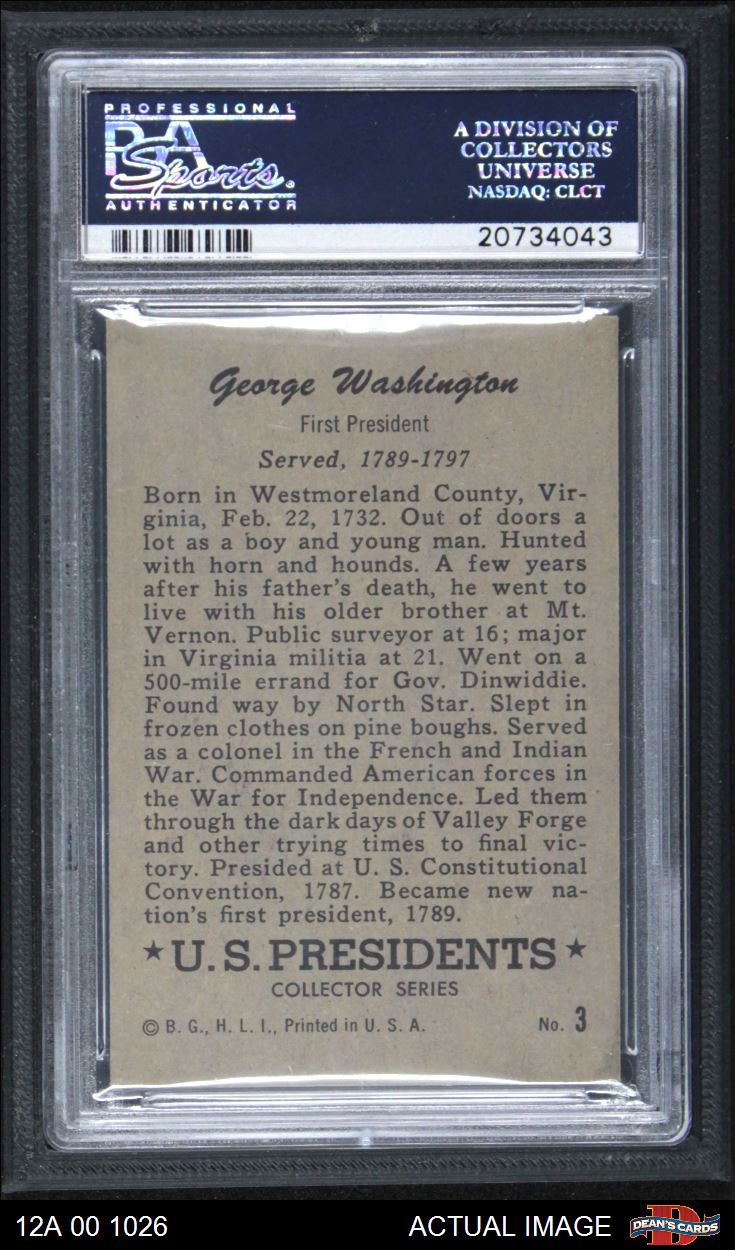 PROFESSIONAL
PSA
Sports
AUTHENTICATOR
A DIVISION OF
COLLECTORS
UNIVERSE
NASDAQ: CLCT
20734043
George Washington
First President
Served, 1789-1797
Born in Westmoreland County, Vir-
ginia, Feb. 22, 1732. Out of doors a
lot as a boy and young man. Hunted
with horn and hounds. A few years
after his father's death, he went to
live with his older brother at Mt.
Vernon. Public surveyor at 16; major
in Virginia militia at 21. Went on a
500-mile errand for Gov. Dinwiddie.
Found way by North Star. Slept in
frozen clothes on pine boughs. Served
as a colonel in the French and Indian
War. Commanded American forces in
the War for Independence. Led them
through the dark days of Valley Forge
and other trying times to final vic-
tory. Presided at U. S. Constitutional
Convention, 1787. Became new na-
tion's first president, 1789.
★ U.S. PRESIDENTS ★
COLLECTOR SERIES
© B. G., H. L. I., Printed in U. S. A. No. 3
12A 00 1026 ACTUAL IMAGE D DEAN'S CARDS